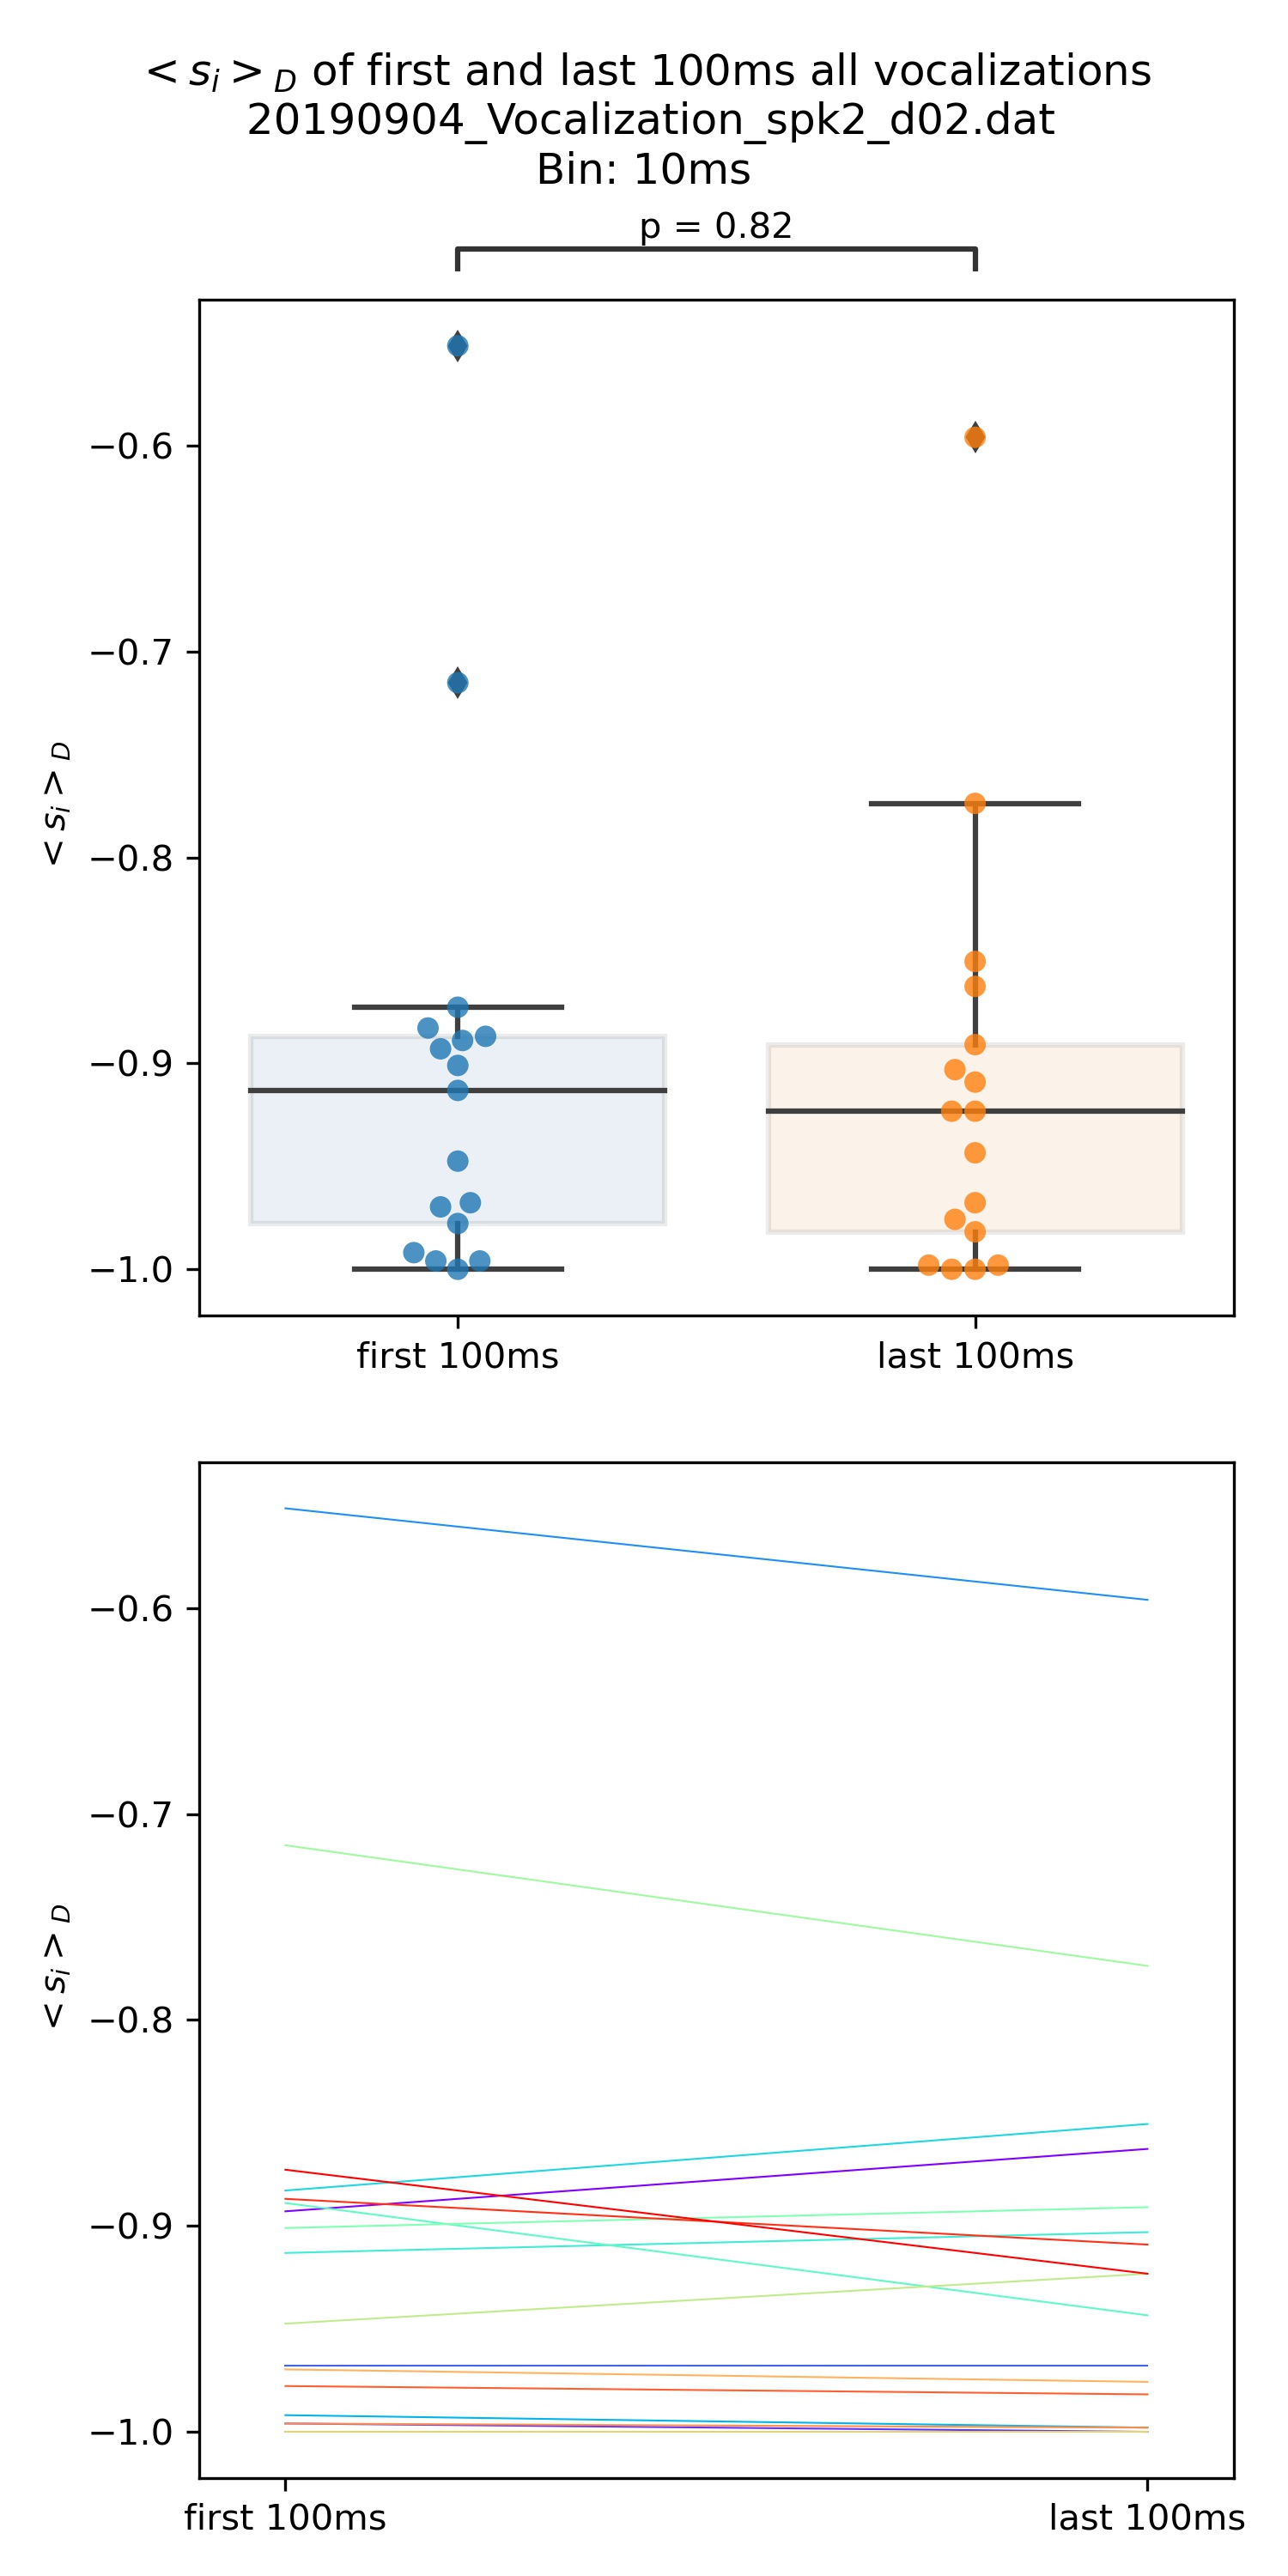 < s_i >_D of first and last 100ms all vocalizations
20190904_Vocalization_spk2_d02.dat
Bin: 10ms
p = 0.82
−0.6
−0.7
−0.8
−0.9
−1.0
< s_i >_D
first 100ms
last 100ms
−0.6
−0.7
−0.8
−0.9
−1.0
< s_i >_D
first 100ms
last 100ms